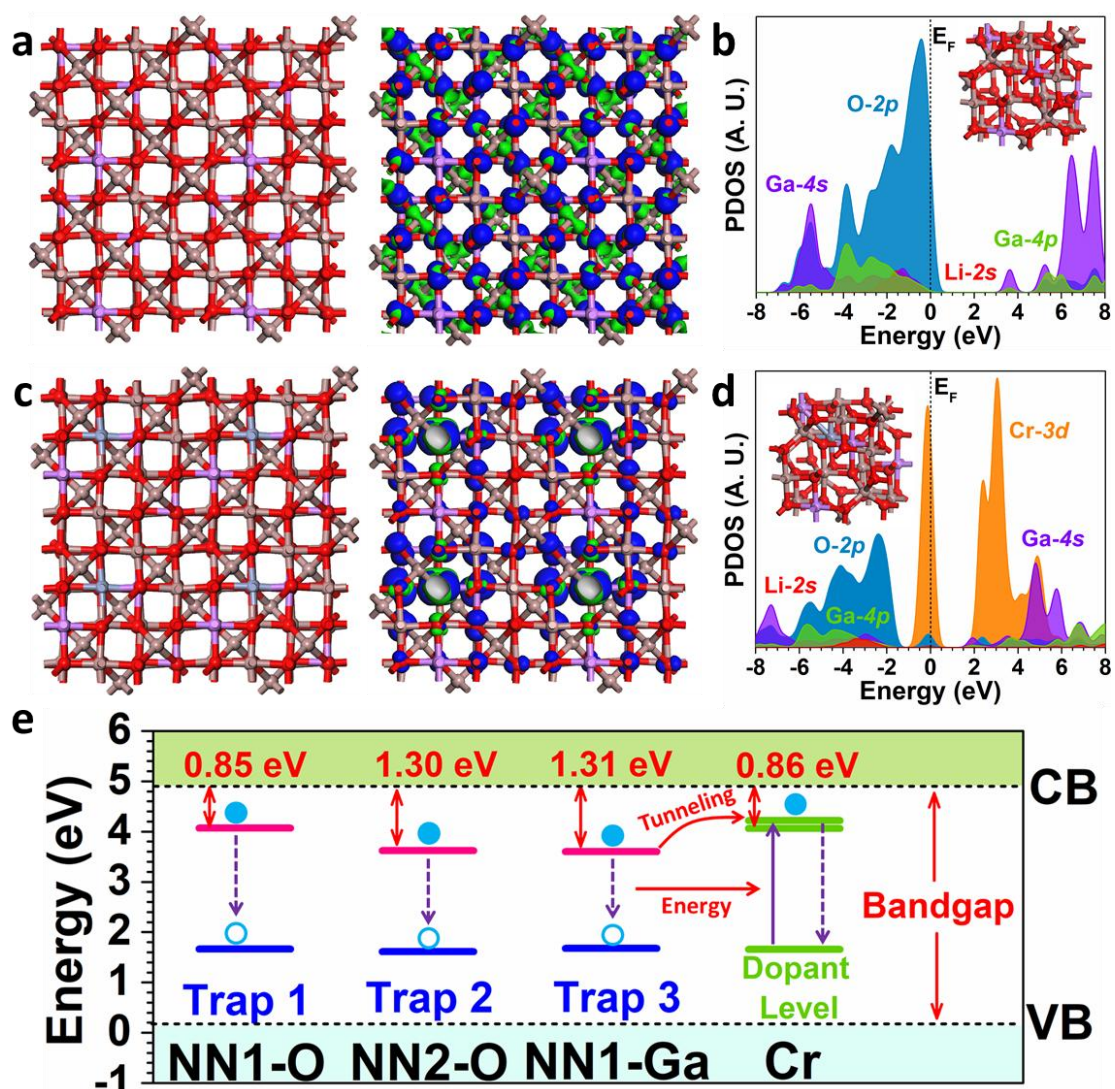 a
b
E_F
O-2p
Ga-4s
Ga-4p
Li-2s
PDOS (A. U.)
-8 -6 -4 -2 0 2 4 6 8
Energy (eV)
c
d
E_F
Cr-3d
O-2p
Ga-4s
Li-2s
Ga-4p
PDOS (A. U.)
-8 -6 -4 -2 0 2 4 6 8
Energy (eV)
e
Energy (eV)
6
5
4
3
2
1
0
-1
0.85 eV 1.30 eV 1.31 eV 0.86 eV
CB
Tunneling
Energy
Bandgap
Trap 1 Trap 2 Trap 3
Dopant
Level
VB
NN1-O NN2-O NN1-Ga Cr